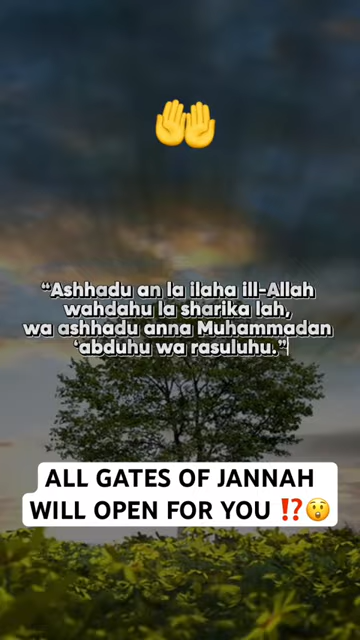 “Ashhadu an la ilaha ill-Allah
wahdahu la sharika lah,
wa ashhadu anna Muhammadan
‘abduhu wa rasuluhu.”
ALL GATES OF JANNAH
WILL OPEN FOR YOU ⁉️😲